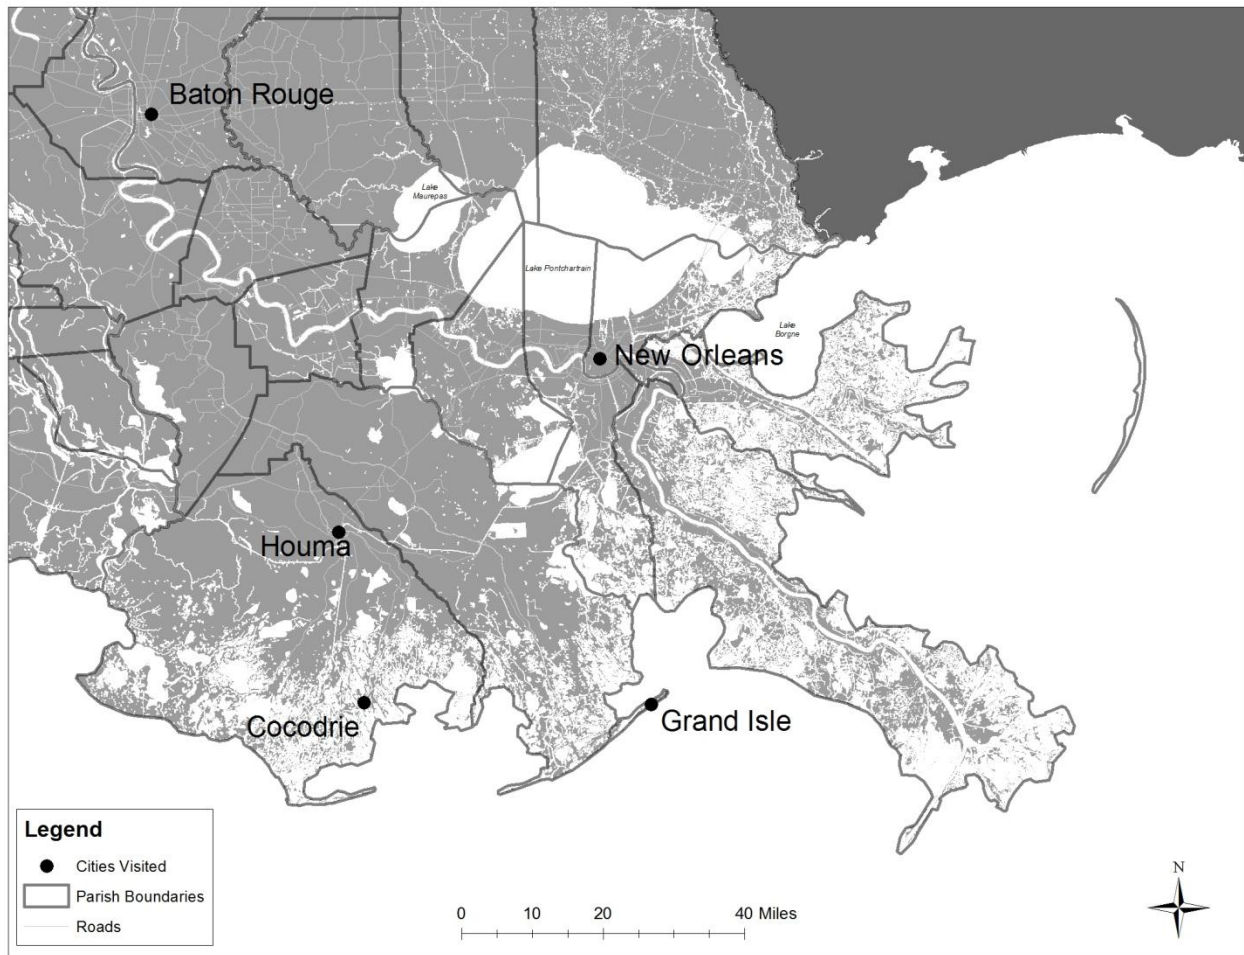 Baton Rouge
Lake
Maurepas
Lake Pontchartrain
Lake
Borgne
New Orleans
Houma
Cocodrie
Grand Isle
Legend
Cities Visited
Parish Boundaries
Roads
0 10 20 40 Miles
N